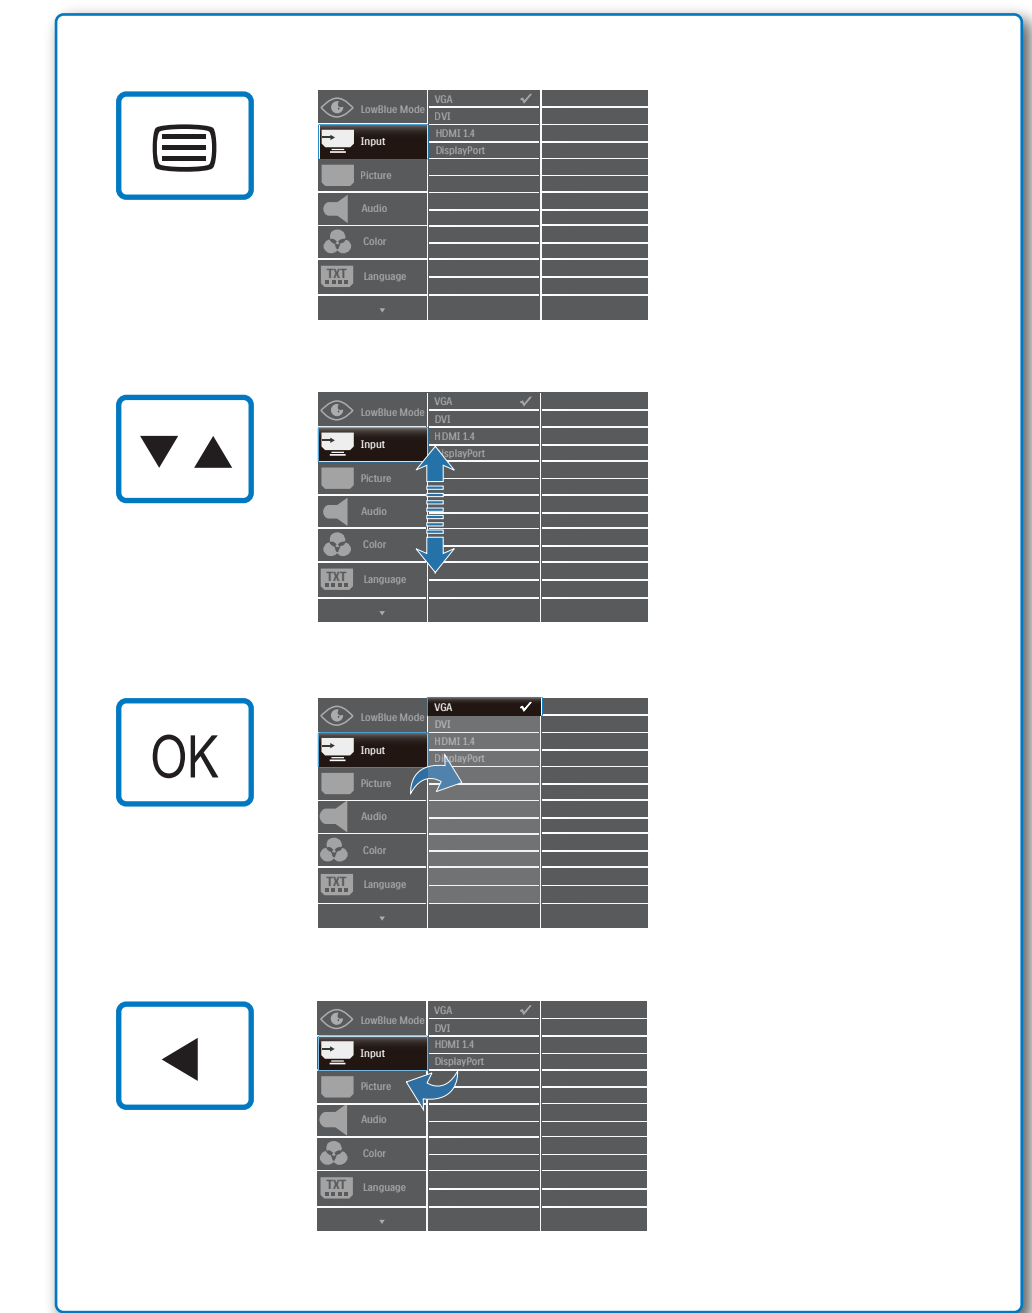 LowBlue Mode
VGA
DVI
Input
HDMI 1.4
DisplayPort
Picture
Audio
Color
TXT
Language
LowBlue Mode
VGA
DVI
Input
HDMI 1.4
DisplayPort
Picture
Audio
Color
TXT
Language
OK
LowBlue Mode
VGA
DVI
Input
HDMI 1.4
DisplayPort
Picture
Audio
Color
TXT
Language
LowBlue Mode
VGA
DVI
Input
HDMI 1.4
DisplayPort
Picture
Audio
Color
TXT
Language